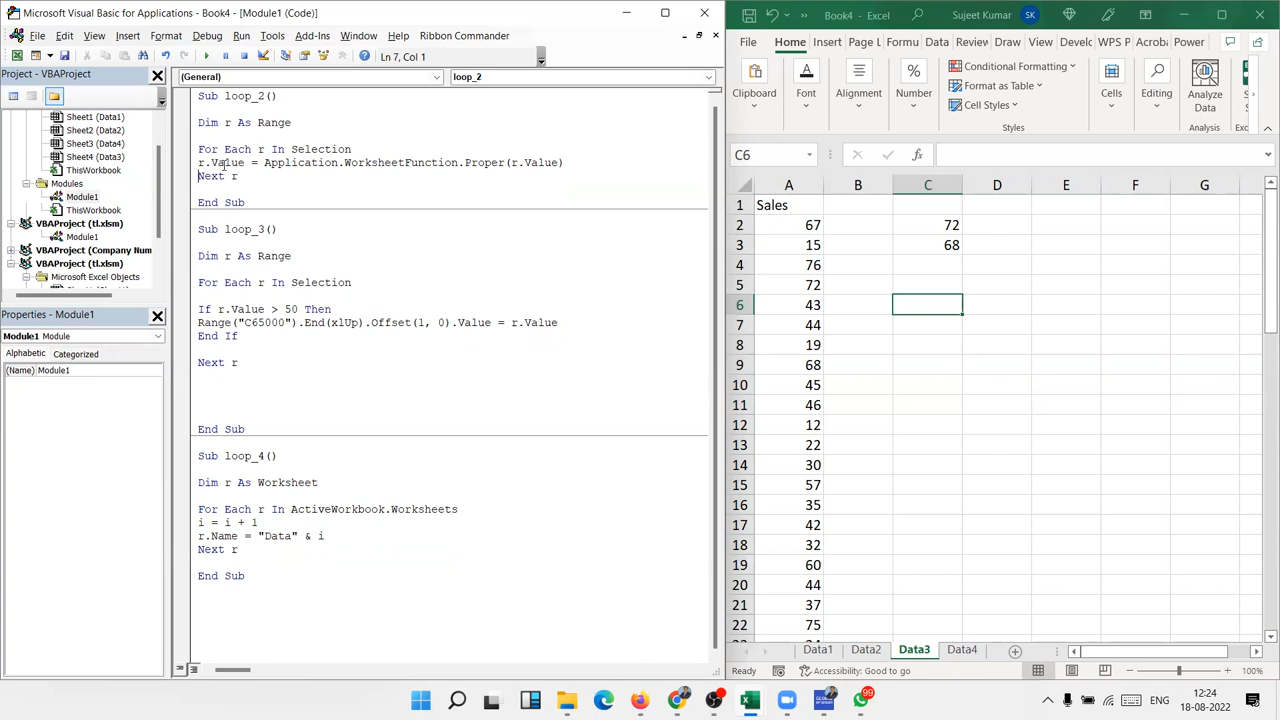 Microsoft Visual Basic for Applications - Book4 - [Module1 (Code)]
File Edit View Insert Format Debug Run Tools Add-Ins Window Help
Ribbon Commander
Ln 7, Col 1
Project - VBAProject
Sheet1 (Data1)
Sheet2 (Data2)
Sheet3 (Data4)
Sheet4 (Data3)
ThisWorkbook
Modules
Module1
ThisWorkbook
VBAProject (tl.xlsm)
Module1
VBAProject (Company Num
VBAProject (tl.xlsm)
Microsoft Excel Objects
Properties - Module1
Module1 Module
Alphabetic Categorized
(Name) Module1
(General)
loop_2
Sub loop_2()
Dim r As Range
For Each r In Selection
r.Value = Application.WorksheetFunction.Proper(r.Value)
Next r
End Sub
Sub loop_3()
Dim r As Range
For Each r In Selection
If r.Value > 50 Then
Range("C65000").End(xlUp).Offset(1, 0).Value = r.Value
End If
Next r
End Sub
Sub loop_4()
Dim r As Worksheet
For Each r In ActiveWorkbook.Worksheets
i = i + 1
r.Name = "Data" & i
Next r
End Sub
Book4 - Excel
Sujeet Kumar SK
File Home Insert Page L Formu Data Review Draw View Develo WPS P Acroba Power
Clipboard
Font
Alignment
Number
Conditional Formatting
Format as Table
Cell Styles
Styles
Cells
Editing
Analyze
Data
C6
A B C D E F G
1 Sales
2 67 72
3 15 68
4 76
5 72
6 43
7 44
8 19
9 68
10 45
11 46
12 12
13 22
14 30
15 57
16 35
17 42
18 32
19 60
20 44
21 37
22 75
Data1 Data2 Data3 Data4
Ready
Accessibility: Good to go
100%
99
ENG
12:24
18-08-2022